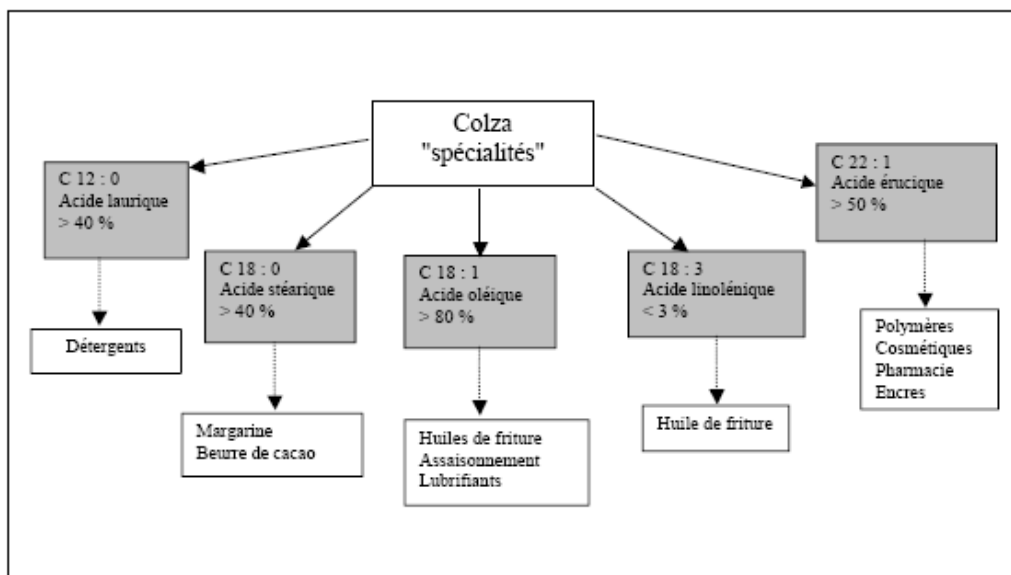 Colza
"spécialités"
C 12 : 0
Acide laurique
> 40 %
C 18 : 0
Acide stéarique
> 40 %
C 18 : 1
Acide oléique
> 80 %
C 18 : 3
Acide linolénique
< 3 %
C 22 : 1
Acide érucique
> 50 %
Détergents
Margarine
Beurre de cacao
Huiles de friture
Assaisonnement
Lubrifiants
Huile de friture
Polymères
Cosmétiques
Pharmacie
Encres